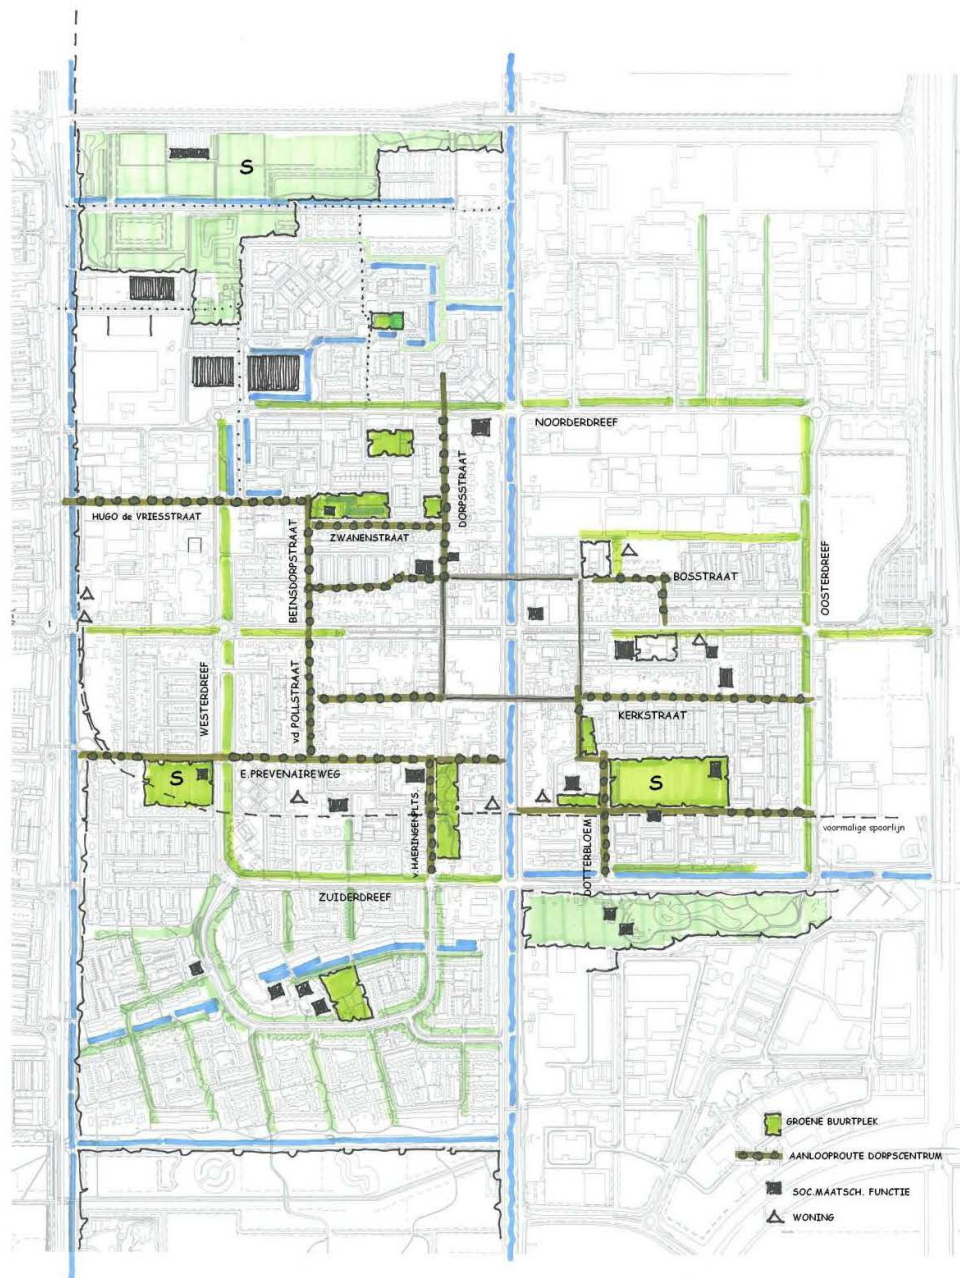 S
NOORDERDREEF
HUGO de VRIESSTRAAT
DORPSSTRAAT
ZWANENSTRAAT
BEINSDORPSTRAAT
BOSSTRAAT
OOSTERDREEF
WESTERDREEF
vd POLLSTRAAT
KERKSTRAAT
E.PREVENAIREWEG
S
S
v.HAERINGENPLTS.
DOTTERBLOEM
voormalige spoorlijn
ZUIDERDREEF
GROENE BUURTPLEK
AANLOOPROUTE DORPSCENTRUM
SOC.MAATSCH. FUNCTIE
WONING